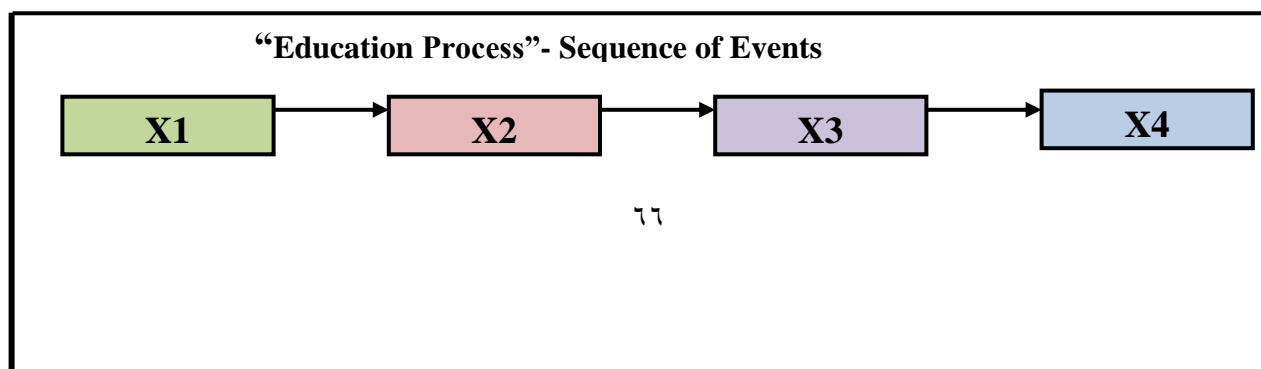 “Education Process”- Sequence of Events
X1 X2 X3 X4
٦٦